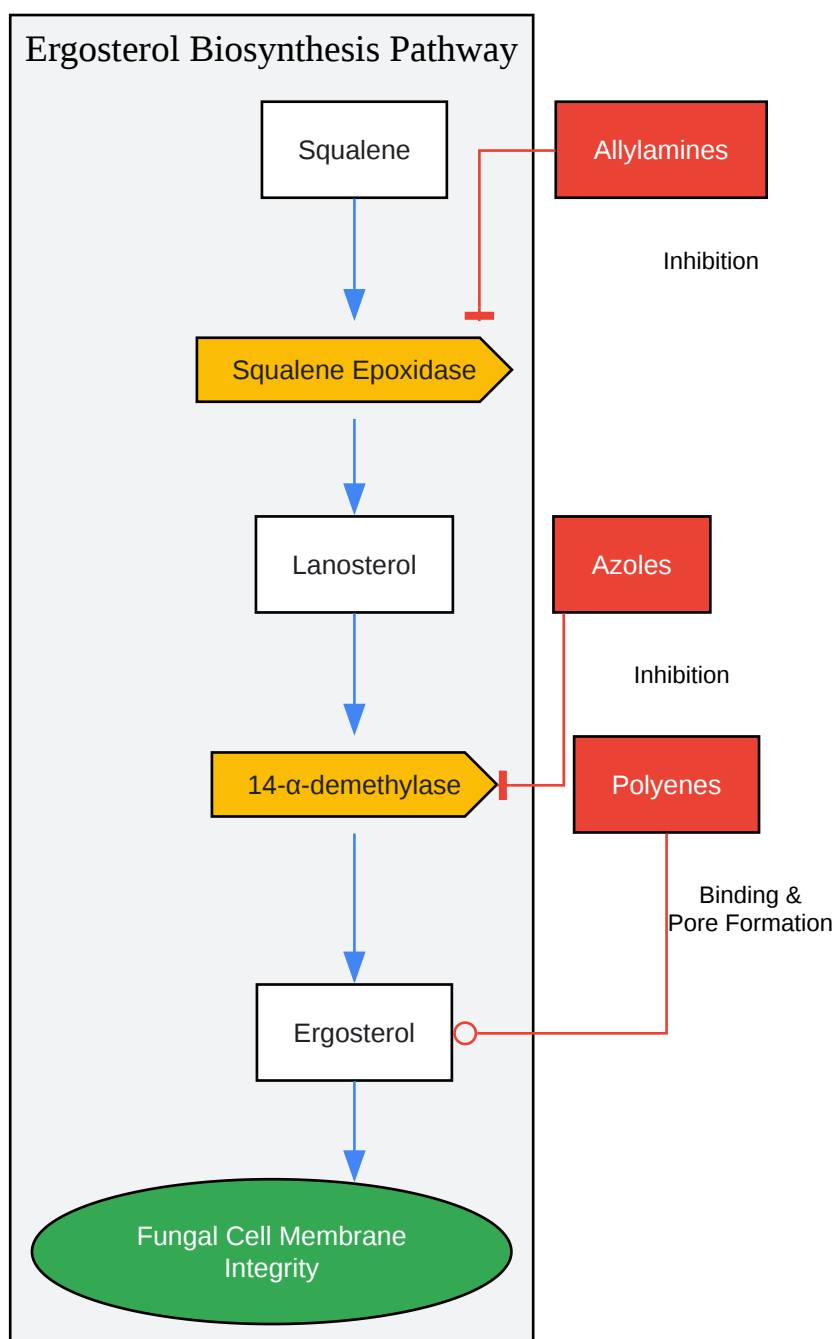 Ergosterol Biosynthesis Pathway
Squalene
Allylamines
Inhibition
Squalene Epoxidase
Lanosterol
Azoles
Inhibition
14-α-demethylase
Polyenes
Binding &
Pore Formation
Ergosterol
Fungal Cell Membrane
Integrity